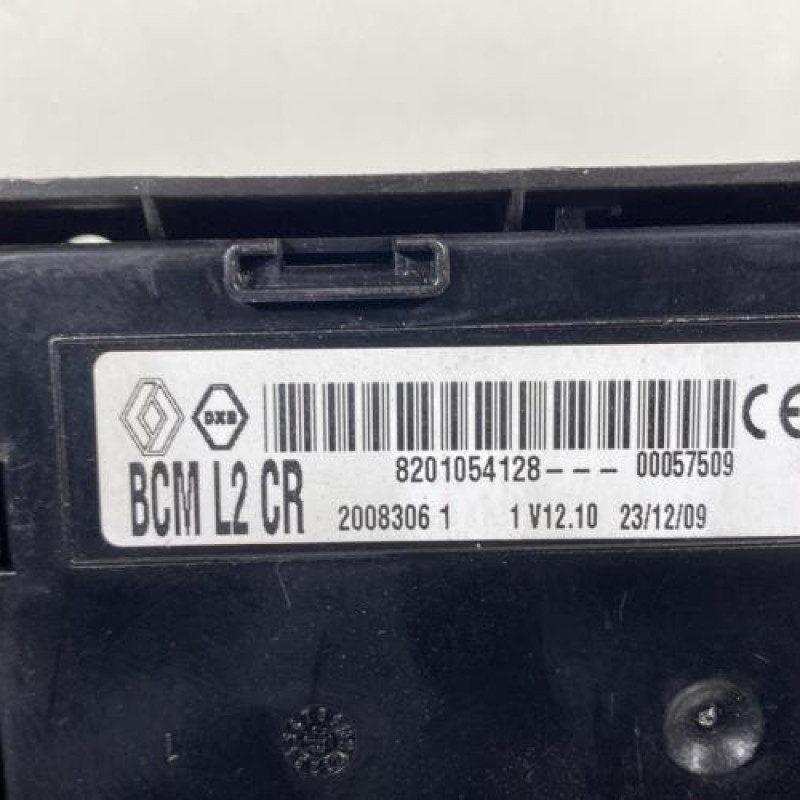 DXB
8201054128--- 00057509
CE
BCM L2 CR
2008306 1 1 V12.10 23/12/09